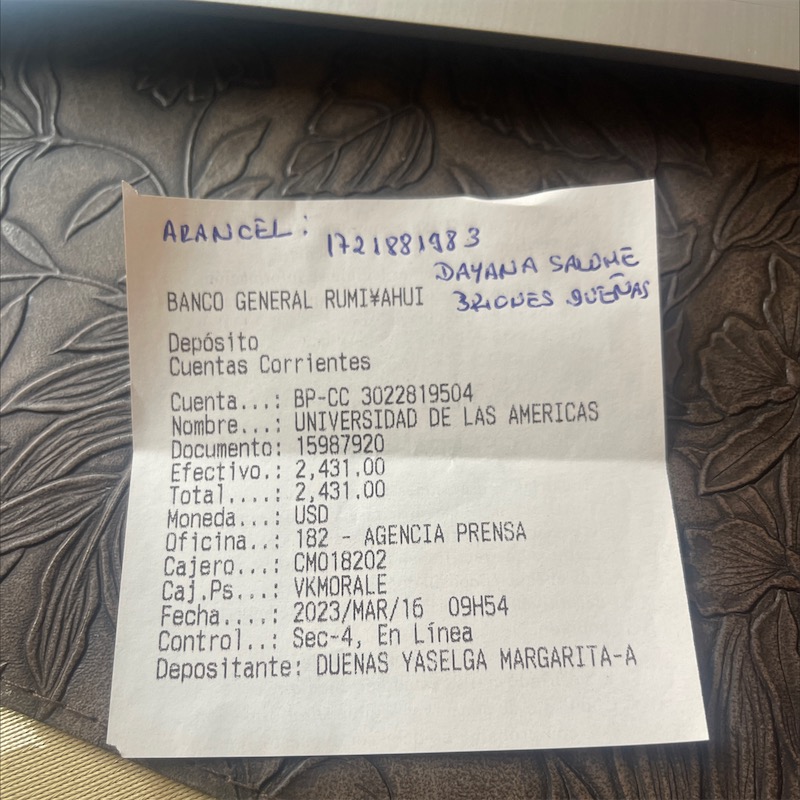 ARANCEL: 1721881983
DAYANA SALOMÉ
BRIONES DUEÑAS
BANCO GENERAL RUMI¥AHUI
Depósito
Cuentas Corrientes
Cuenta...: BP-CC 3022819504
Nombre...: UNIVERSIDAD DE LAS AMERICAS
Documento: 15987920
Efectivo.: 2,431.00
Total....: 2,431.00
Moneda...: USD
Oficina..: 182 - AGENCIA PRENSA
Cajero...: CM018202
Caj.Ps...: VKMORALE
Fecha....: 2023/MAR/16 09H54
Control..: Sec-4, En Línea
Depositante: DUENAS YASELGA MARGARITA-A